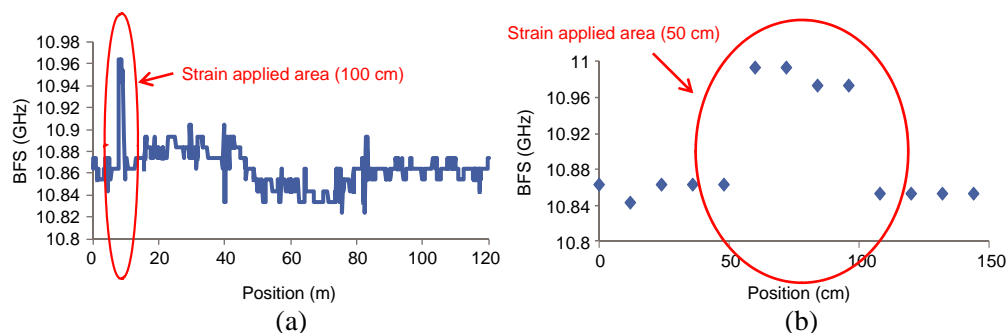 10.98
10.96
10.94
10.92
10.9
10.88
10.86
10.84
10.82
10.8
BFS (GHz)
Strain applied area (100 cm)
0 20 40 60 80 100 120
Position (m)
(a)
Strain applied area (50 cm)
11
10.96
10.92
10.88
10.84
10.8
BFS (GHz)
0 50 100 150
Position (cm)
(b)